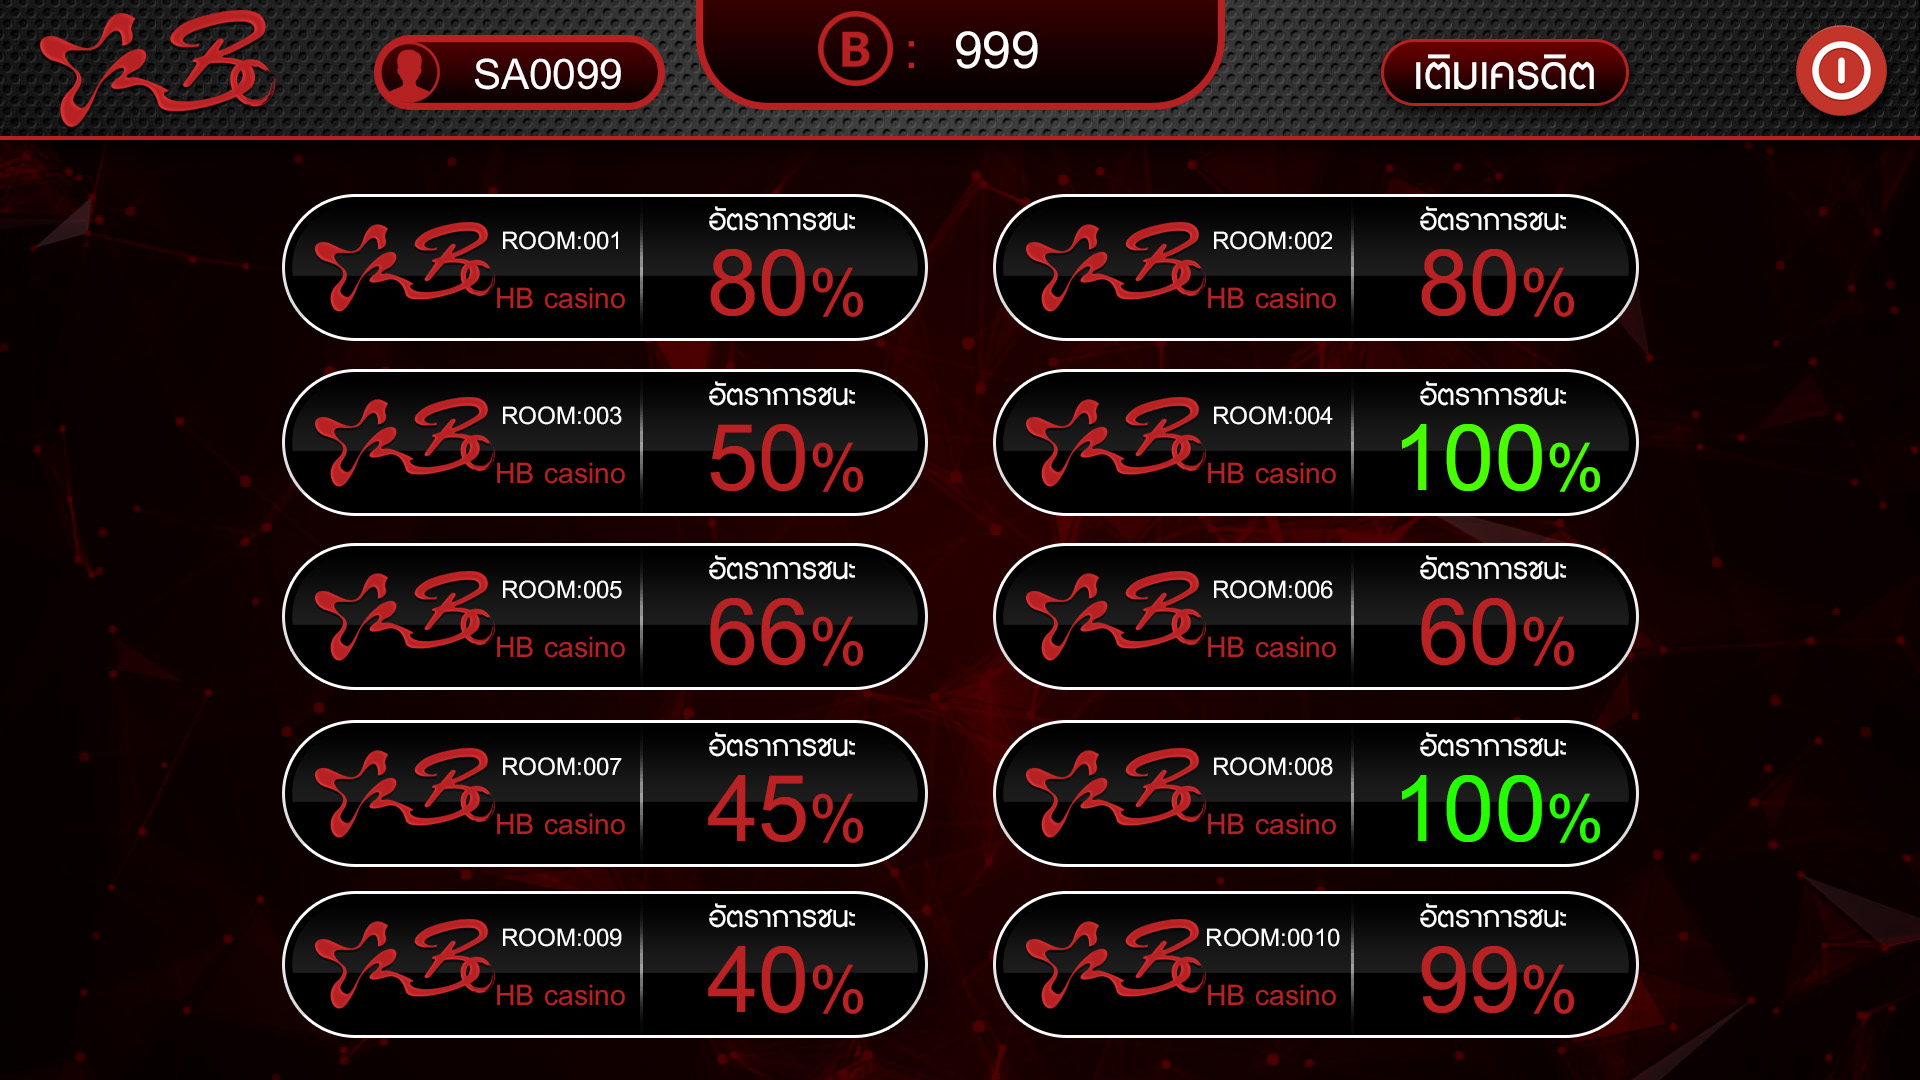 SA0099
B : 999
เติมเครดิต
ROOM:001
HB casino
อัตราการชนะ
80%
ROOM:002
HB casino
อัตราการชนะ
80%
ROOM:003
HB casino
อัตราการชนะ
50%
ROOM:004
HB casino
อัตราการชนะ
100%
ROOM:005
HB casino
อัตราการชนะ
66%
ROOM:006
HB casino
อัตราการชนะ
60%
ROOM:007
HB casino
อัตราการชนะ
45%
ROOM:008
HB casino
อัตราการชนะ
100%
ROOM:009
HB casino
อัตราการชนะ
40%
ROOM:0010
HB casino
อัตราการชนะ
99%